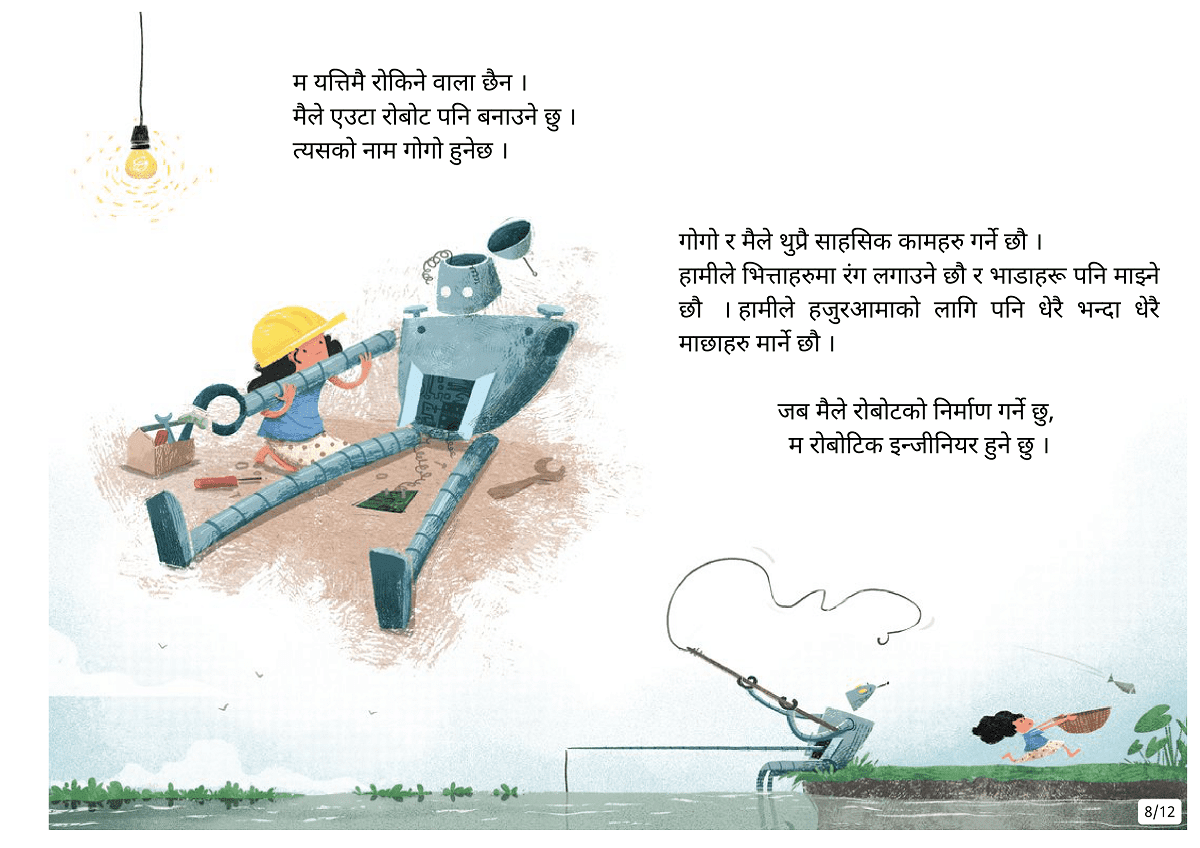 म यत्तिमै रोकिने वाला छैन ।
मैले एउटा रोबोट पनि बनाउने छु ।
त्यसको नाम गोगो हुनेछ ।
गोगो र मैले थुप्रै साहसिक कामहरु गर्ने छौ ।
हामीले भित्ताहरुमा रंग लगाउने छौ र भाडाहरू पनि माझ्ने
छौ । हामीले हजुरआमाको लागि पनि धेरै भन्दा धेरै
माछाहरु मार्ने छौ ।
जब मैले रोबोटको निर्माण गर्ने छु,
म रोबोटिक इन्जीनियर हुने छु ।
8/12